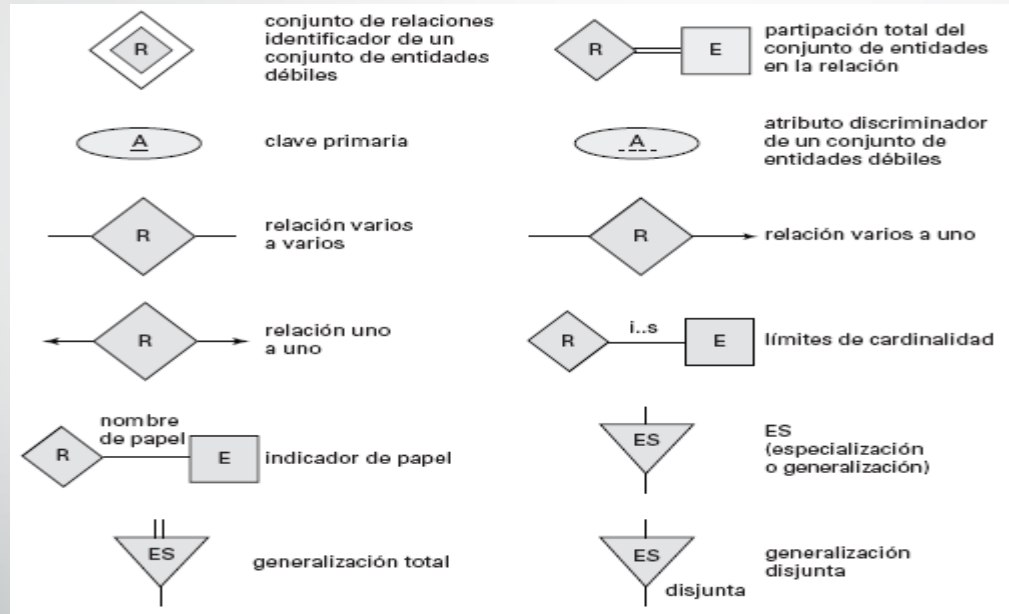 R
conjunto de relaciones
identificador de un
conjunto de entidades
débiles
R
E
partipación total del
conjunto de entidades
en la relación
A
clave primaria
A
atributo discriminador
de un conjunto de
entidades débiles
R
relación varios
a varios
R
relación varios a uno
R
relación uno
a uno
R
i..s
E
límites de cardinalidad
R
nombre
de papel
E
indicador de papel
ES
ES
(especialización
o generalización)
ES
generalización total
ES
disjunta
generalización
disjunta